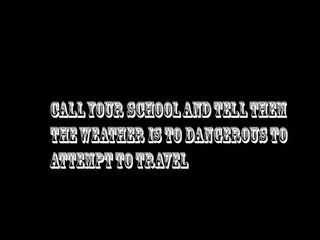 CALL YOUR SCHOOL AND TELL THEM
THE WEATHER IS TO DANGEROUS TO
ATTEMPT TO TRAVEL